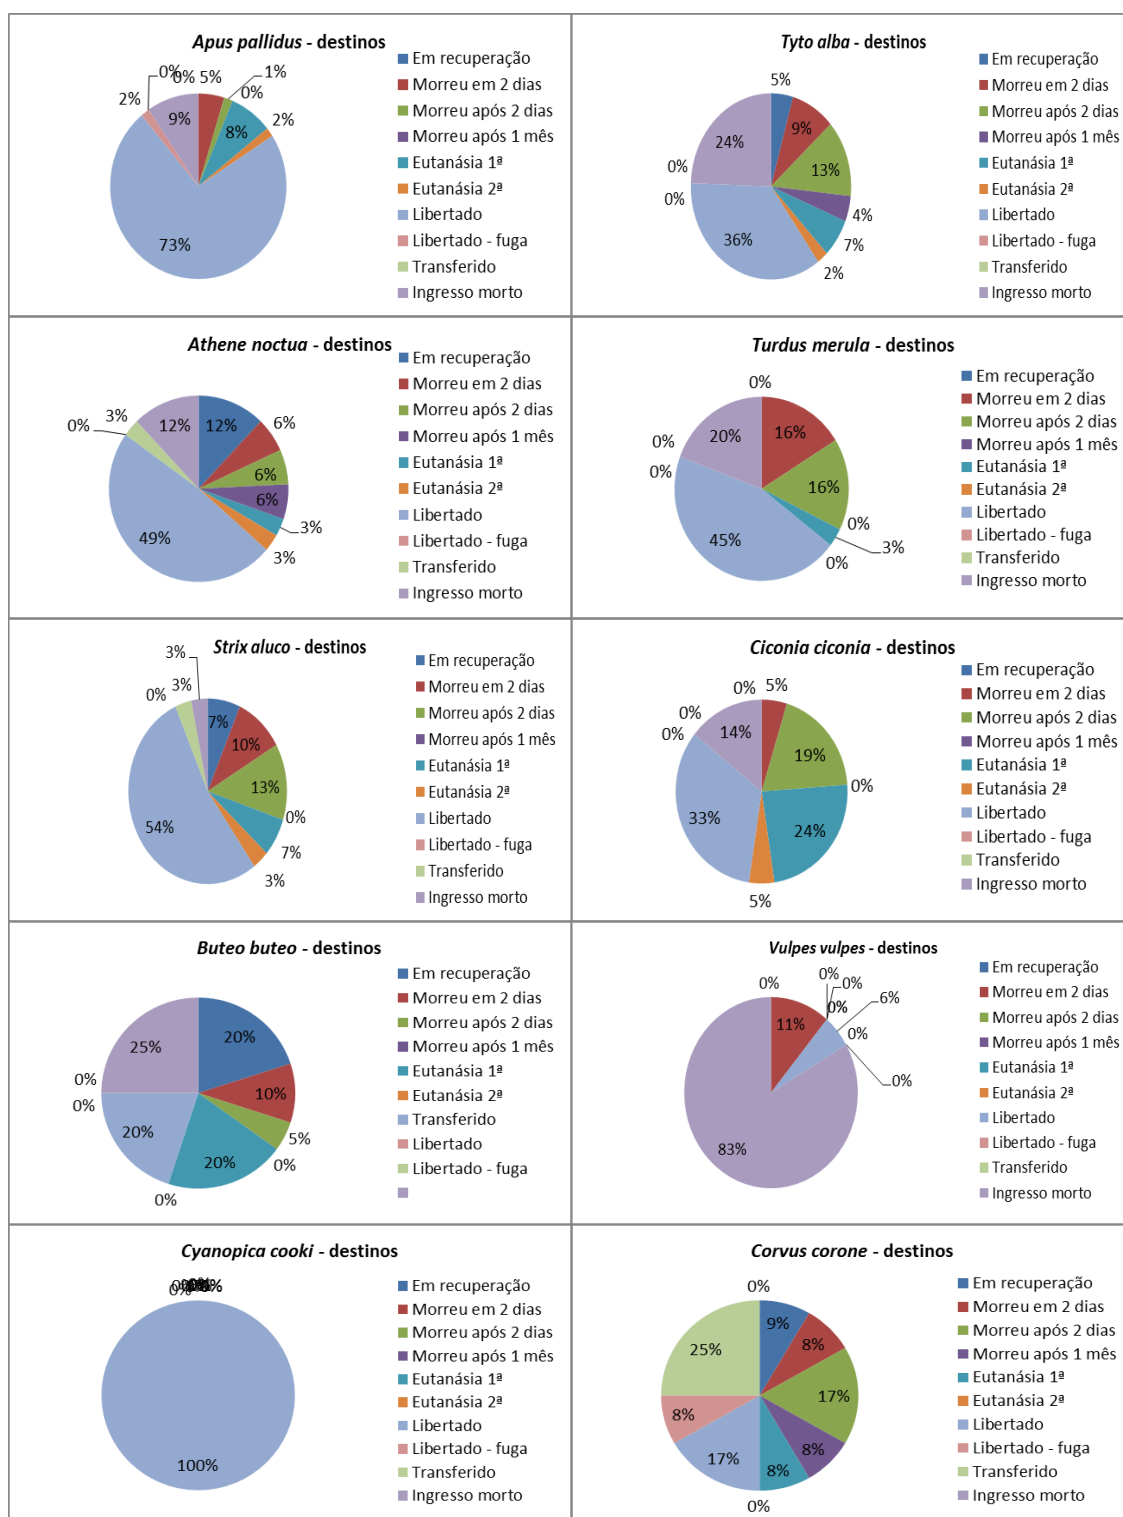 Apus pallidus - destinos
0%
0%
5%
1%
0%
2%
9%
8%
2%
73%
Em recuperação
Morreu em 2 dias
Morreu após 2 dias
Morreu após 1 mês
Eutanásia 1ª
Eutanásia 2ª
Libertado
Libertado - fuga
Transferido
Ingresso morto
Tyto alba - destinos
5%
9%
24%
13%
0%
0%
4%
36%
7%
2%
Em recuperação
Morreu em 2 dias
Morreu após 2 dias
Morreu após 1 mês
Eutanásia 1ª
Eutanásia 2ª
Libertado
Libertado - fuga
Transferido
Ingresso morto
Athene noctua - destinos
3%
12%
12%
6%
0%
6%
6%
3%
49%
3%
Em recuperação
Morreu em 2 dias
Morreu após 2 dias
Morreu após 1 mês
Eutanásia 1ª
Eutanásia 2ª
Libertado
Libertado - fuga
Transferido
Ingresso morto
Turdus merula - destinos
0%
16%
20%
0%
0%
16%
0%
45%
3%
0%
Em recuperação
Morreu em 2 dias
Morreu após 2 dias
Morreu após 1 mês
Eutanásia 1ª
Eutanásia 2ª
Libertado
Libertado - fuga
Transferido
Ingresso morto
Strix aluco - destinos
3%
3%
0%
7%
10%
13%
0%
54%
7%
3%
Em recuperação
Morreu em 2 dias
Morreu após 2 dias
Morreu após 1 mês
Eutanásia 1ª
Eutanásia 2ª
Libertado
Libertado - fuga
Transferido
Ingresso morto
Ciconia ciconia - destinos
0%
5%
0%
0%
14%
19%
0%
33%
24%
5%
Em recuperação
Morreu em 2 dias
Morreu após 2 dias
Morreu após 1 mês
Eutanásia 1ª
Eutanásia 2ª
Libertado
Libertado - fuga
Transferido
Ingresso morto
Buteo buteo - destinos
20%
25%
0%
0%
10%
5%
20%
20%
0%
0%
Em recuperação
Morreu em 2 dias
Morreu após 2 dias
Morreu após 1 mês
Eutanásia 1ª
Eutanásia 2ª
Transferido
Libertado
Libertado - fuga
Vulpes vulpes - destinos
0%
0%
0%
6%
0%
11%
0%
0%
83%
Em recuperação
Morreu em 2 dias
Morreu após 2 dias
Morreu após 1 mês
Eutanásia 1ª
Eutanásia 2ª
Libertado
Libertado - fuga
Transferido
Ingresso morto
Cyanopica cooki - destinos
0%
100%
Em recuperação
Morreu em 2 dias
Morreu após 2 dias
Morreu após 1 mês
Eutanásia 1ª
Eutanásia 2ª
Libertado
Libertado - fuga
Transferido
Ingresso morto
Corvus corone - destinos
0%
9%
8%
25%
17%
8%
8%
17%
8%
0%
Em recuperação
Morreu em 2 dias
Morreu após 2 dias
Morreu após 1 mês
Eutanásia 1ª
Eutanásia 2ª
Libertado
Libertado - fuga
Transferido
Ingresso morto